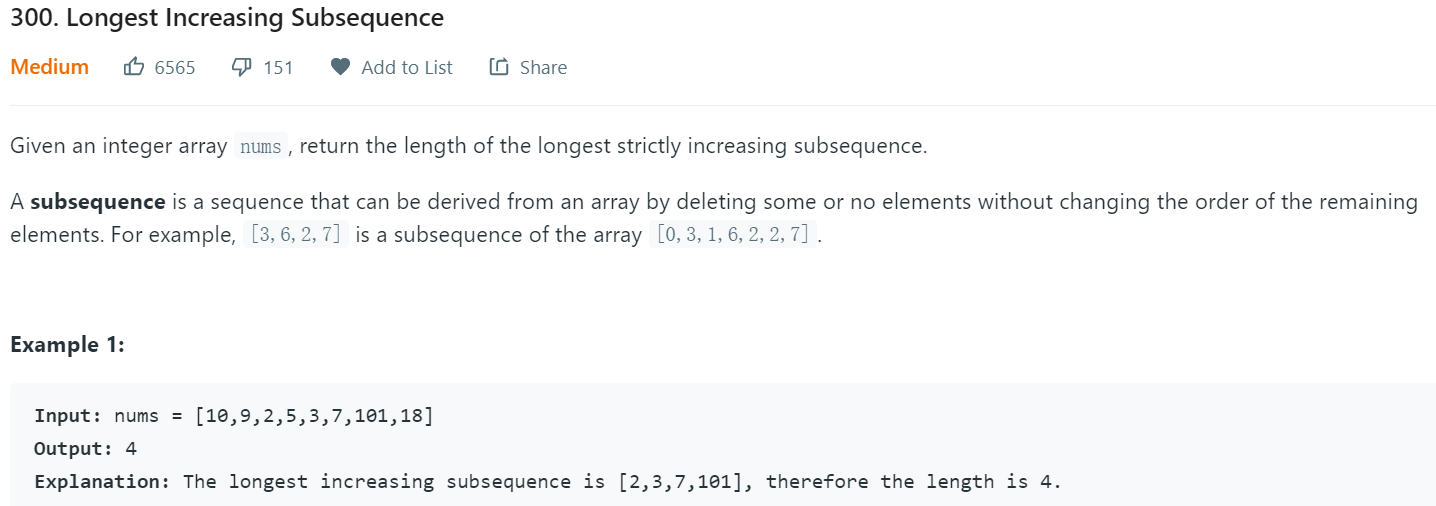 300. Longest Increasing Subsequence
Medium 6565 151 Add to List Share
Given an integer array nums , return the length of the longest strictly increasing subsequence.
A subsequence is a sequence that can be derived from an array by deleting some or no elements without changing the order of the remaining
elements. For example, [3,6,2,7] is a subsequence of the array [0,3,1,6,2,2,7] .
Example 1:
Input: nums = [10,9,2,5,3,7,101,18]
Output: 4
Explanation: The longest increasing subsequence is [2,3,7,101], therefore the length is 4.